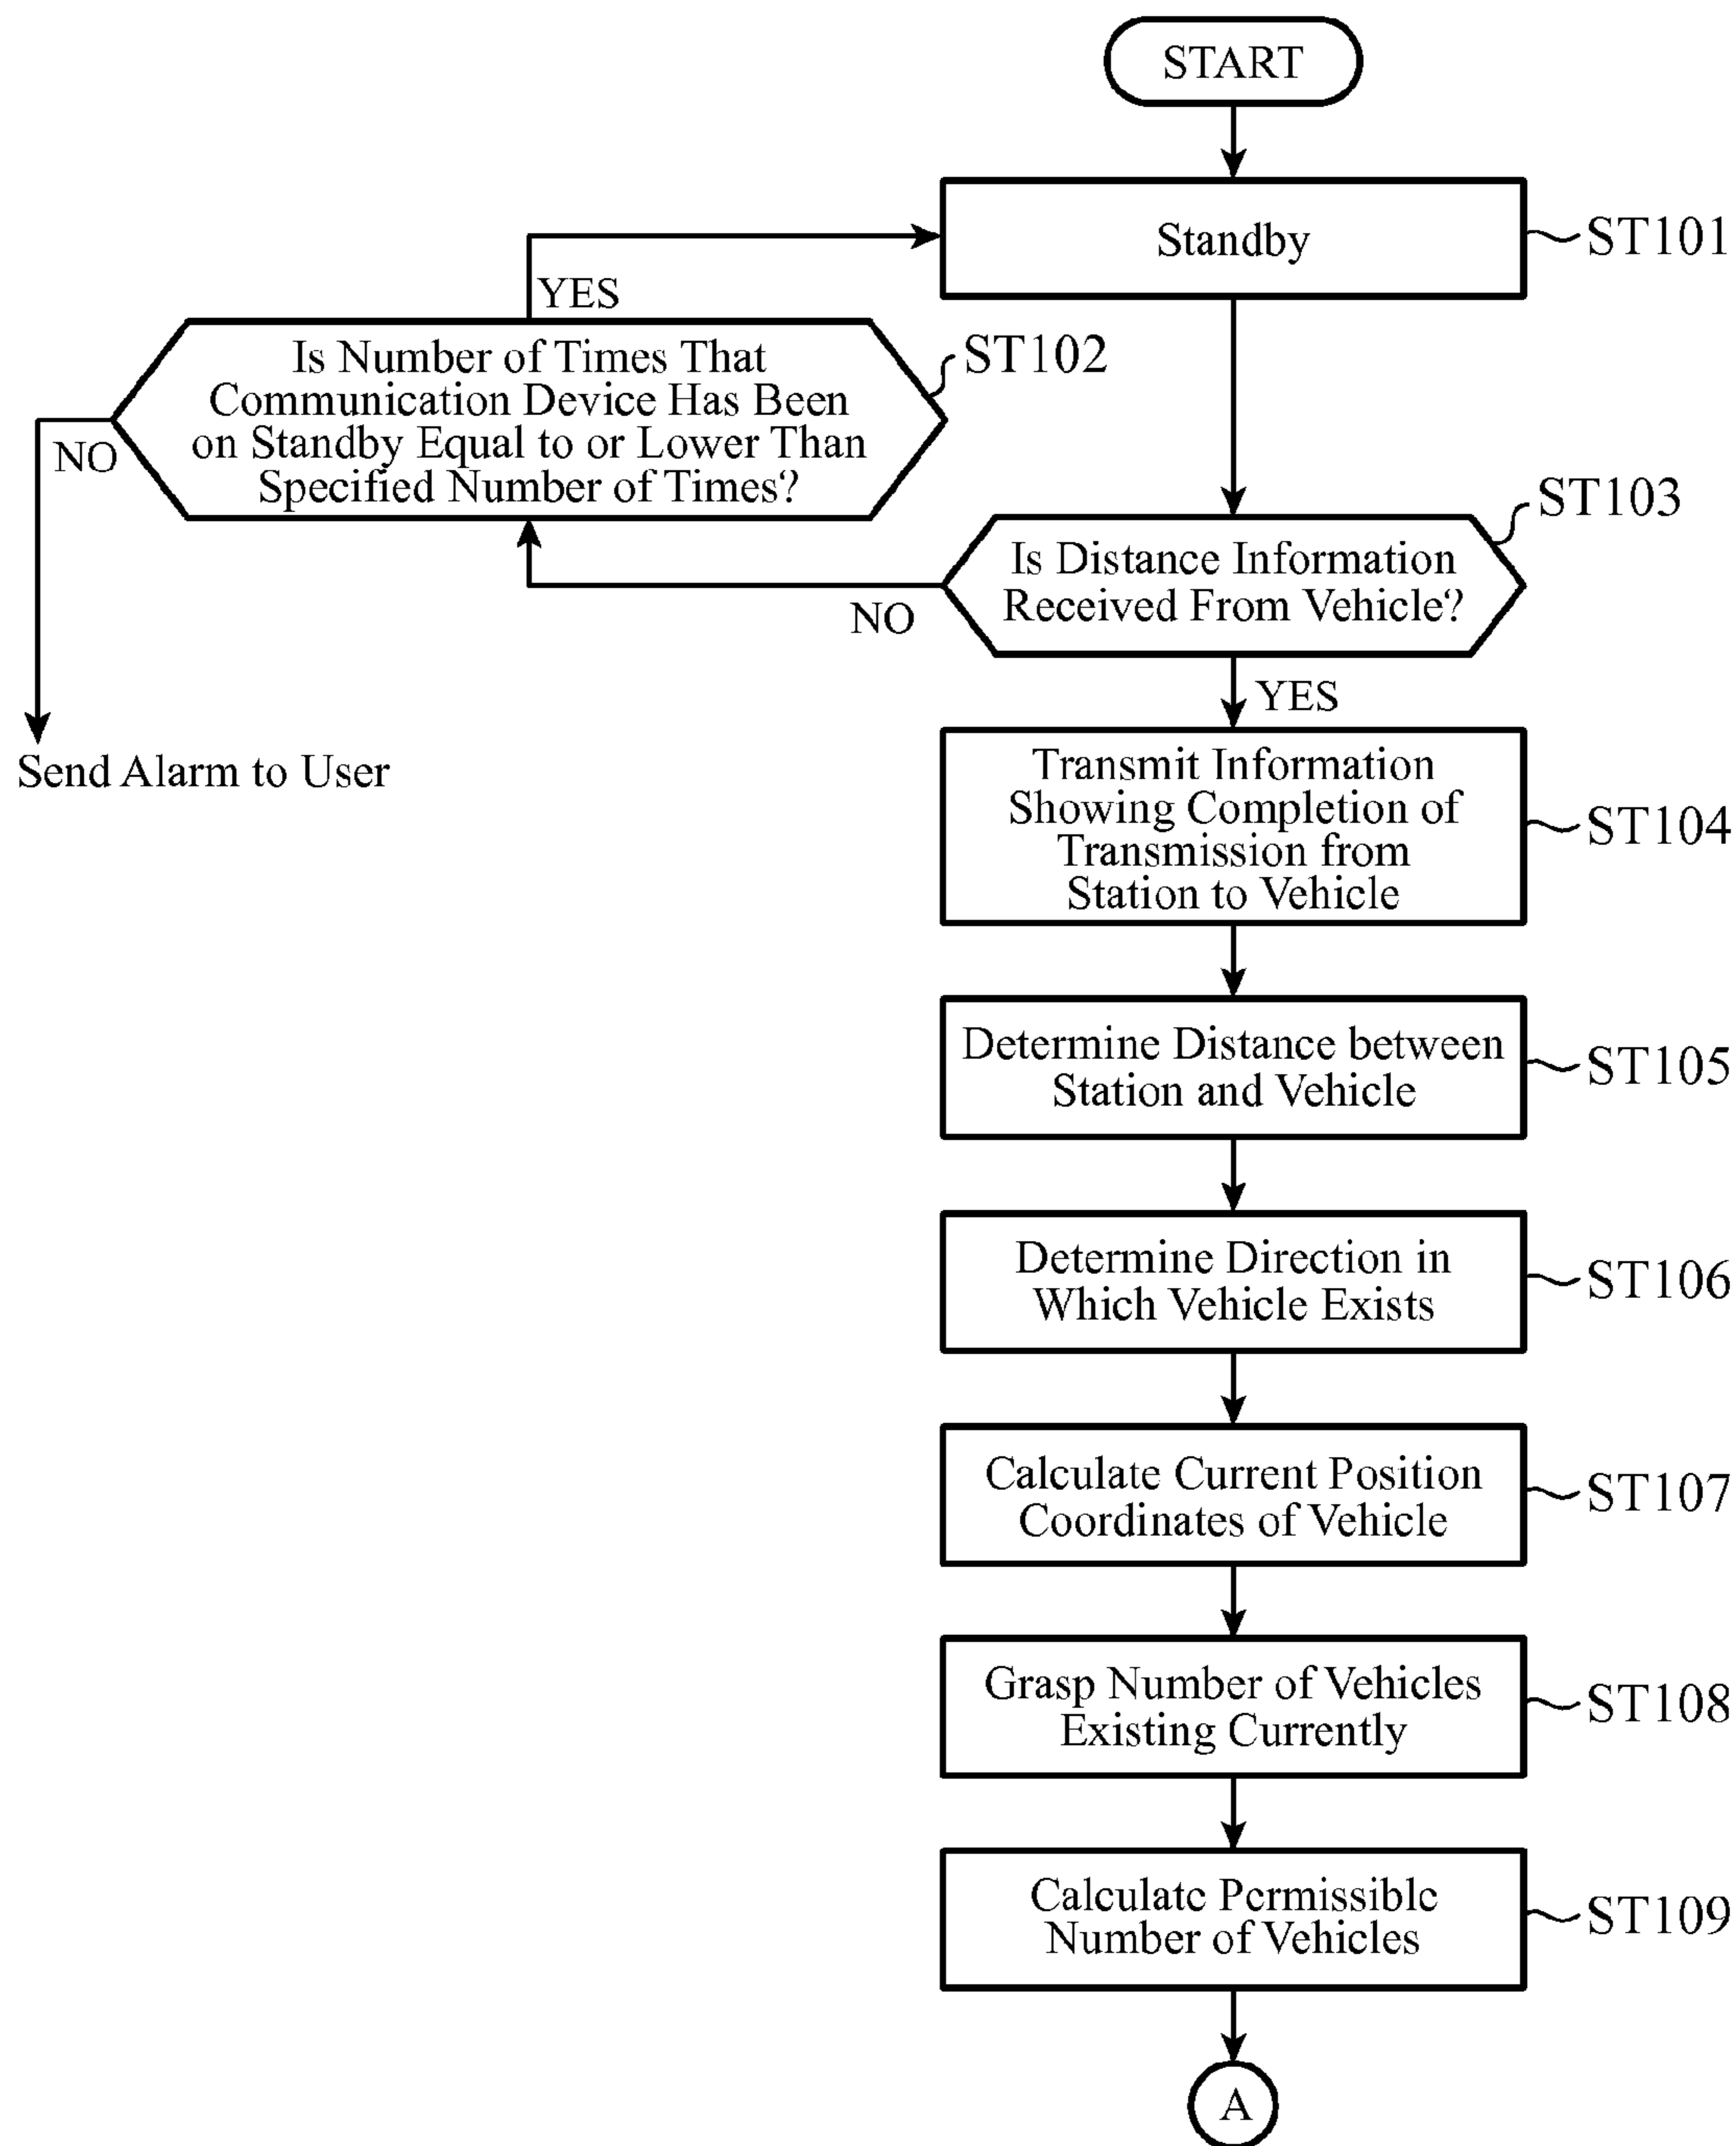 START
Standby
ST101
YES
Is Number of Times That
Communication Device Has Been
on Standby Equal to or Lower Than
Specified Number of Times?
ST102
NO
Send Alarm to User
ST103
Is Distance Information
Received From Vehicle?
NO
YES
Transmit Information
Showing Completion of
Transmission from
Station to Vehicle
ST104
Determine Distance between
Station and Vehicle
ST105
Determine Direction in
Which Vehicle Exists
ST106
Calculate Current Position
Coordinates of Vehicle
ST107
Grasp Number of Vehicles
Existing Currently
ST108
Calculate Permissible
Number of Vehicles
ST109
A